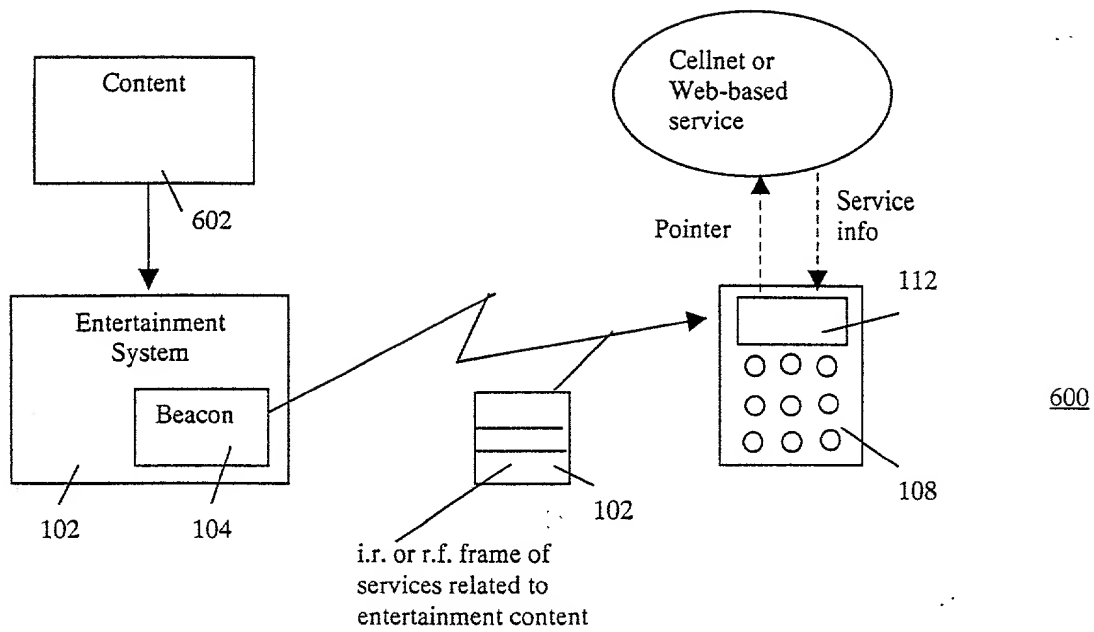 Content
602
Cellnet or
Web-based
service
Pointer
Service
info
Entertainment
System
Beacon
102
104
112
108
600
102
i.r. or r.f. frame of
services related to
entertainment content